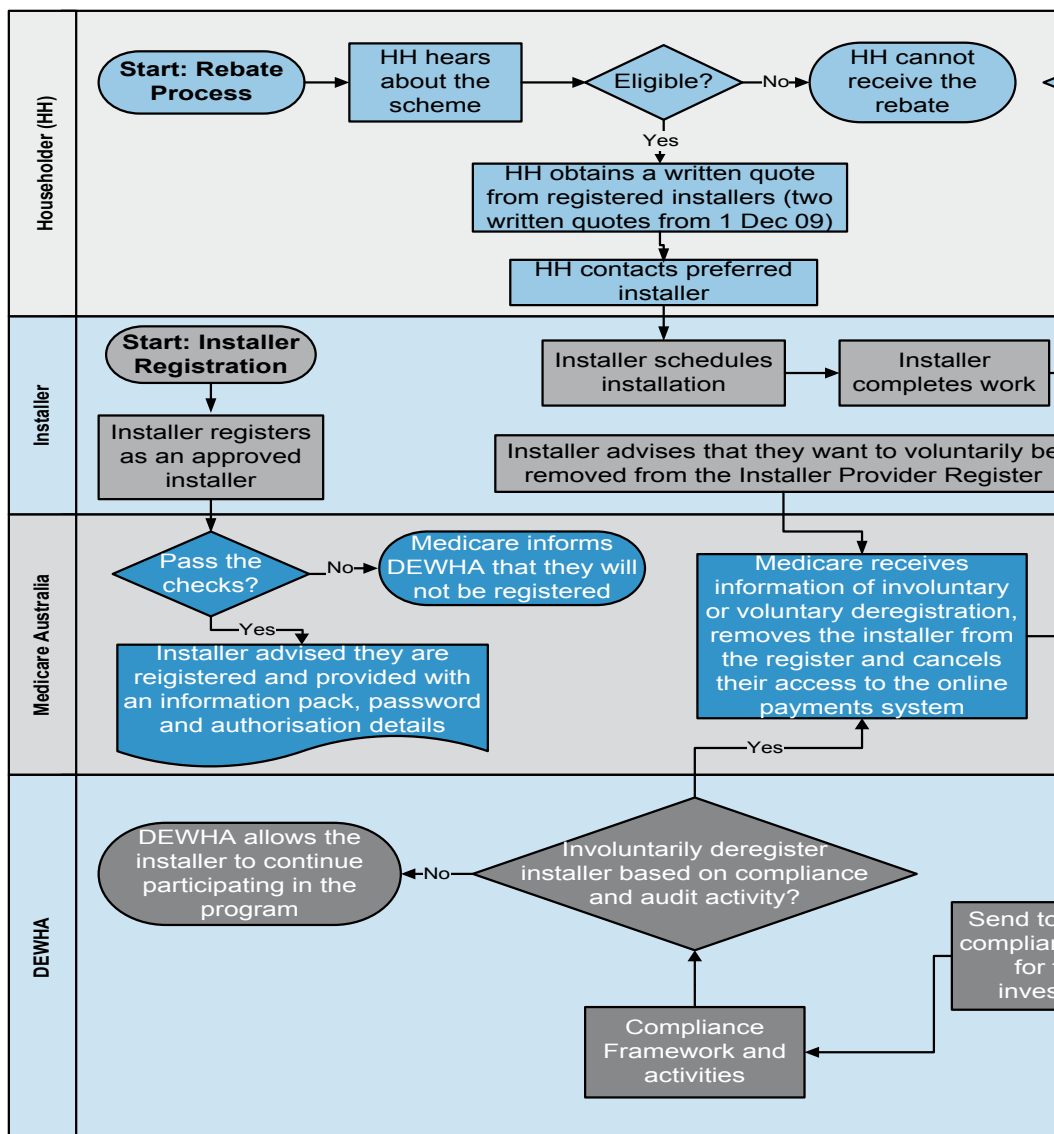 Householder (HH)
Start: Rebate
Process
HH hears
about the
scheme
Eligible?
No
HH cannot
receive the
rebate
Yes
HH obtains a written quote
from registered installers (two
written quotes from 1 Dec 09)
HH contacts preferred
installer
Installer
Start: Installer
Registration
Installer schedules
installation
Installer
completes work
Installer registers
as an approved
installer
Installer advises that they want to voluntarily be
removed from the Installer Provider Register
Medicare Australia
Pass the
checks?
No
Medicare informs
DEWHA that they will
not be registered
Yes
Installer advised they are
reigistered and provided with
an information pack, password
and authorisation details
Medicare receives
information of involuntary
or voluntary deregistration,
removes the installer from
the register and cancels
their access to the online
payments system
Yes
DEWHA
DEWHA allows the
installer to continue
participating in the
program
No
Involuntarily deregister
installer based on compliance
and audit activity?
Send to
complian
for
inves
Compliance
Framework and
activities